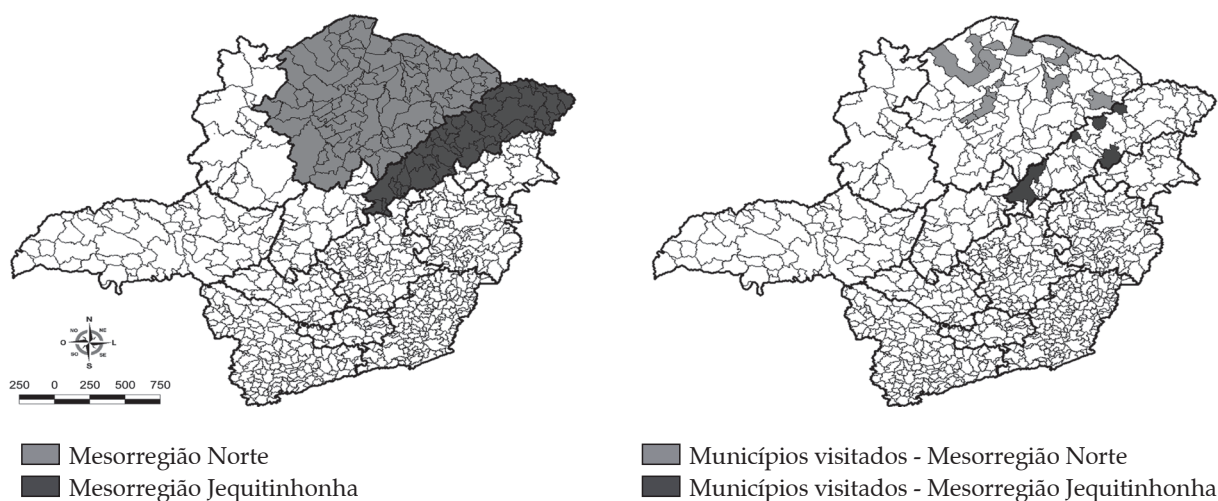 N
NO NE
O L
SO SE
S
250 0 250 500 750
Mesorregião Norte
Mesorregião Jequitinhonha
Municípios visitados - Mesorregião Norte
Municípios visitados - Mesorregião Jequitinhonha